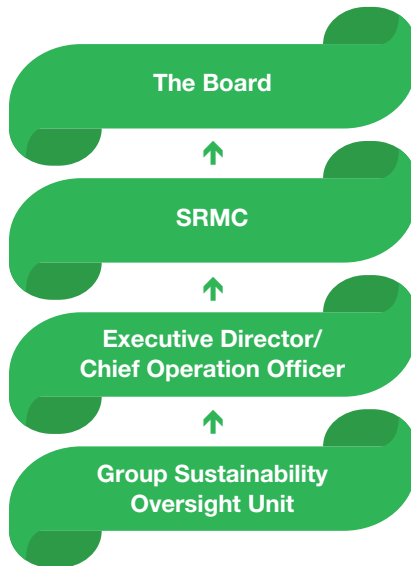 The Board
SRMC
Executive Director/
Chief Operation Officer
Group Sustainability
Oversight Unit